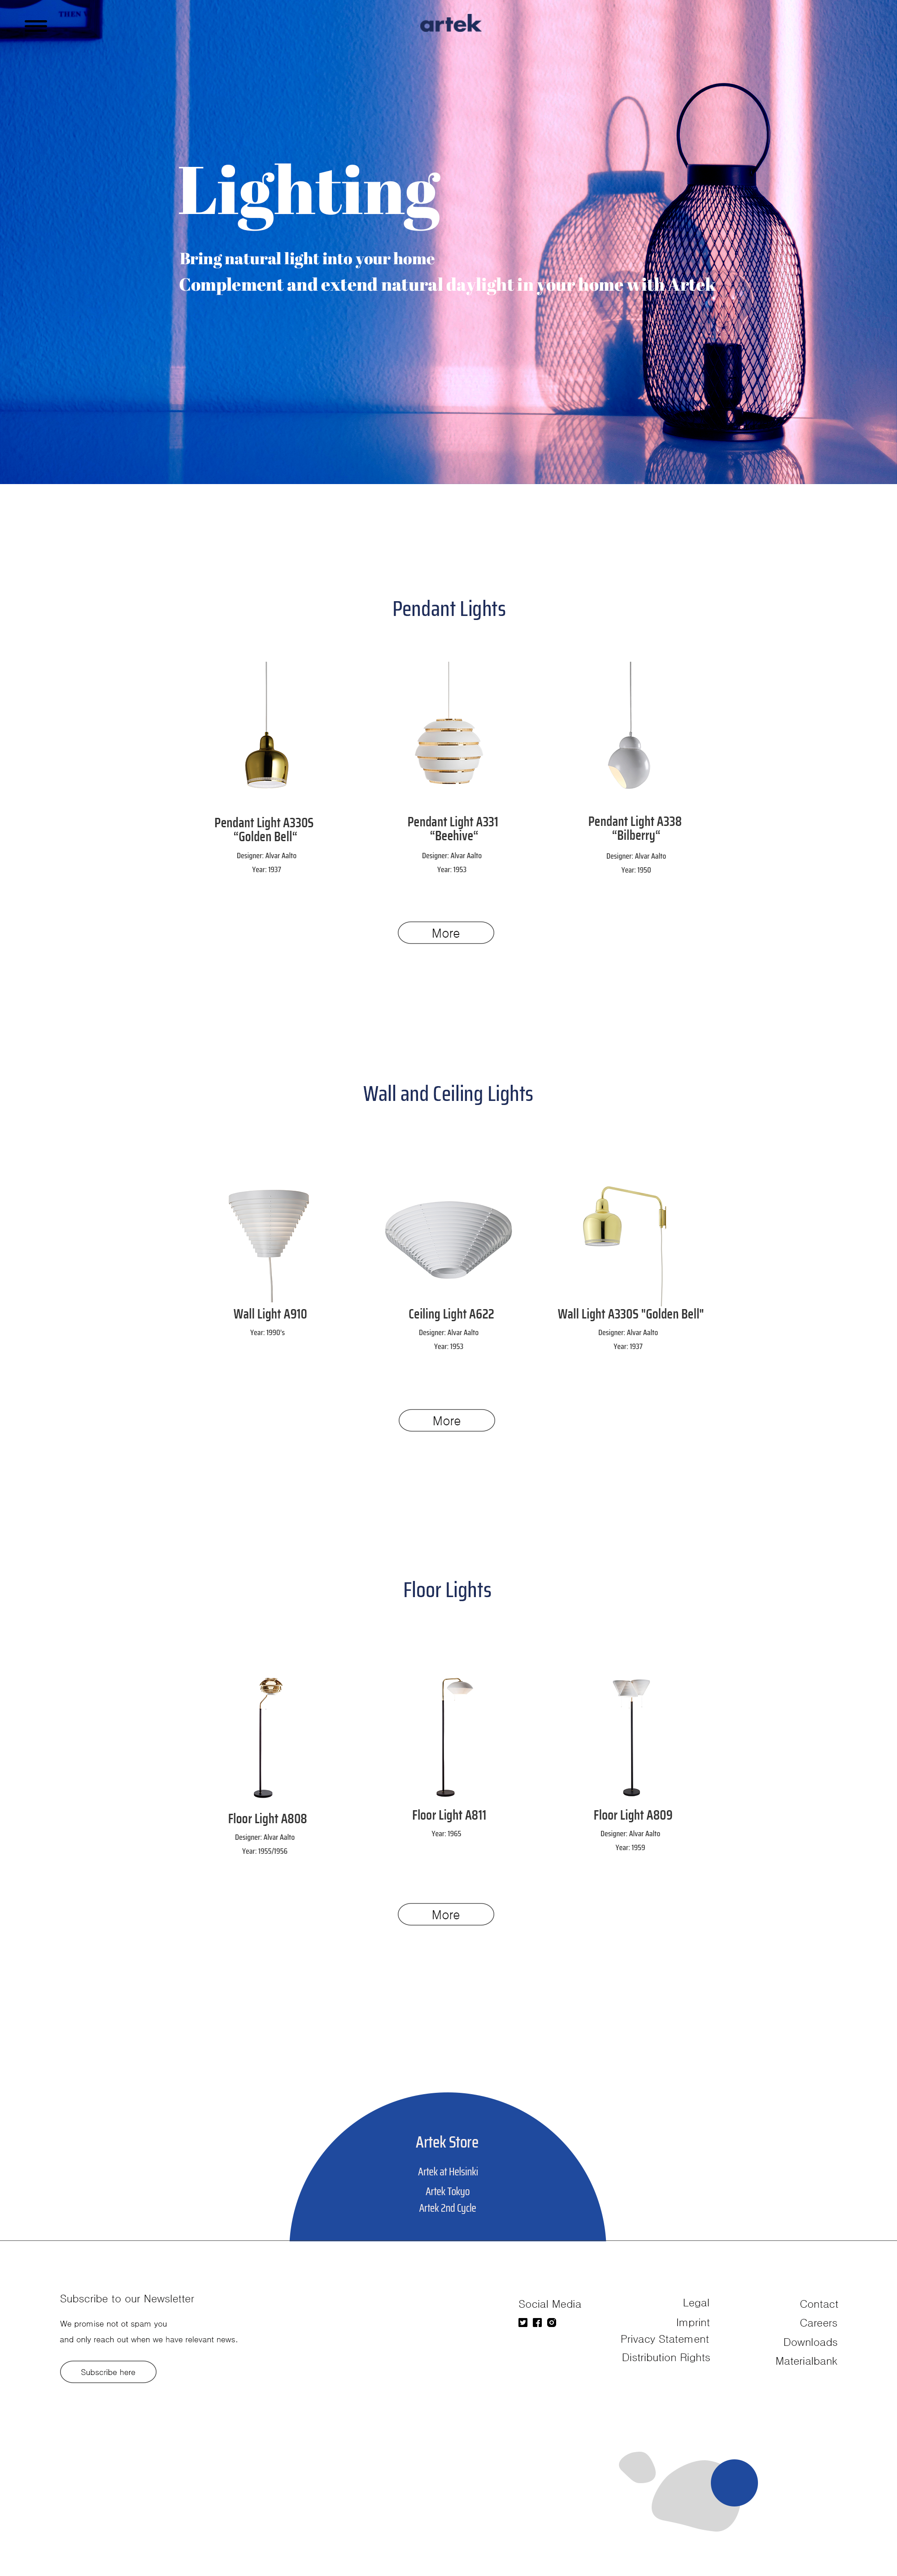 THEN
artek
Lighting
Bring natural light into your home
Complement and extend natural daylight in your home with Artek
Pendant Lights
Pendant Light A330S
“Golden Bell“
Designer: Alvar Aalto
Year: 1937
Pendant Light A331
“Beehive“
Designer: Alvar Aalto
Year: 1953
Pendant Light A338
“Bilberry“
Designer: Alvar Aalto
Year: 1950
More
Wall and Ceiling Lights
Wall Light A910
Year: 1990's
Ceiling Light A622
Designer: Alvar Aalto
Year: 1953
Wall Light A330S "Golden Bell"
Designer: Alvar Aalto
Year: 1937
More
Floor Lights
Floor Light A808
Designer: Alvar Aalto
Year: 1955/1956
Floor Light A811
Year: 1965
Floor Light A809
Designer: Alvar Aalto
Year: 1959
More
Artek Store
Artek at Helsinki
Artek Tokyo
Artek 2nd Cycle
Subscribe to our Newsletter
We promise not ot spam you
and only reach out when we have relevant news.
Subscribe here
Social Media
Legal
Imprint
Privacy Statement
Distribution Rights
Contact
Careers
Downloads
Materialbank